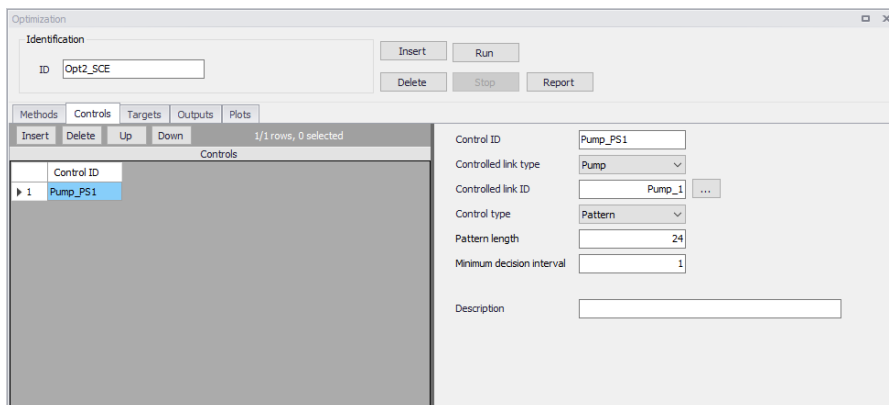 Optimization
Identification
ID Opt2_SCE
Insert Run
Delete Stop Report
Methods Controls Targets Outputs Plots
Insert Delete Up Down 1/1 rows, 0 selected
Controls
Control ID
1 Pump_PS1
Control ID Pump_PS1
Controlled link type Pump
Controlled link ID Pump_1 ...
Control type Pattern
Pattern length 24
Minimum decision interval 1
Description